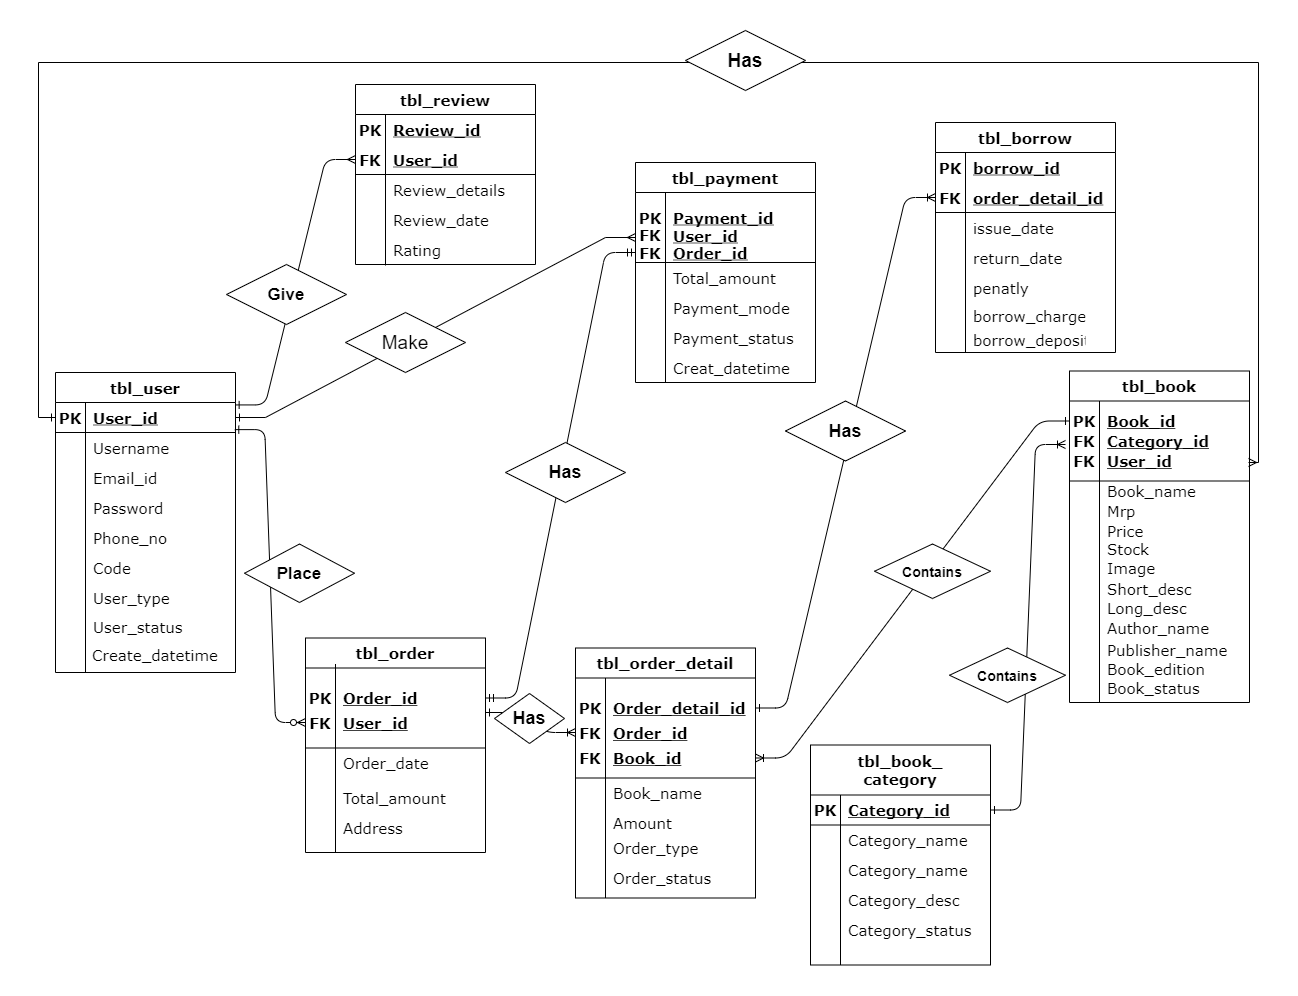 Has
tbl_review
PK Review_id
FK User_id
Review_details
Review_date
Rating
tbl_payment
PK Payment_id
FK User_id
FK Order_id
Total_amount
Payment_mode
Payment_status
Creat_datetime
tbl_borrow
PK borrow_id
FK order_detail_id
issue_date
return_date
penatly
borrow_charge
borrow_deposit
Give
Make
tbl_user
PK User_id
Username
Email_id
Password
Phone_no
Code
User_type
User_status
Create_datetime
Has
Has
tbl_book
PK Book_id
FK Category_id
FK User_id
Book_name
Mrp
Price
Stock
Image
Short_desc
Long_desc
Author_name
Publisher_name
Book_edition
Book_status
Place
Contains
Contains
tbl_order
PK Order_id
FK User_id
Order_date
Total_amount
Address
Has
tbl_order_detail
PK Order_detail_id
FK Order_id
FK Book_id
Book_name
Amount
Order_type
Order_status
tbl_book_
category
PK Category_id
Category_name
Category_name
Category_desc
Category_status